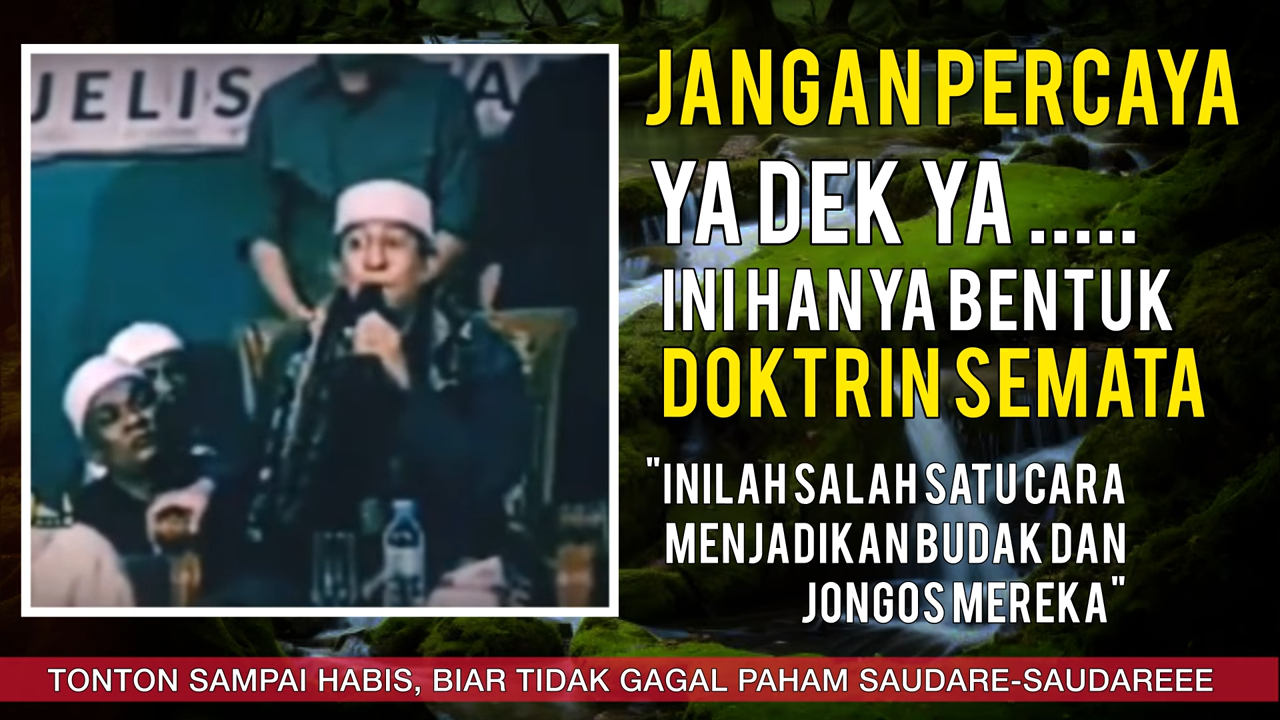 JELIS
A
JANGAN PERCAYA
YA DEK YA .....
INI HANYA BENTUK
DOKTRIN SEMATA
"INILAH SALAH SATU CARA
MENJADIKAN BUDAK DAN
JONGOS MEREKA"
TONTON SAMPAI HABIS, BIAR TIDAK GAGAL PAHAM SAUDARE-SAUDAREEE